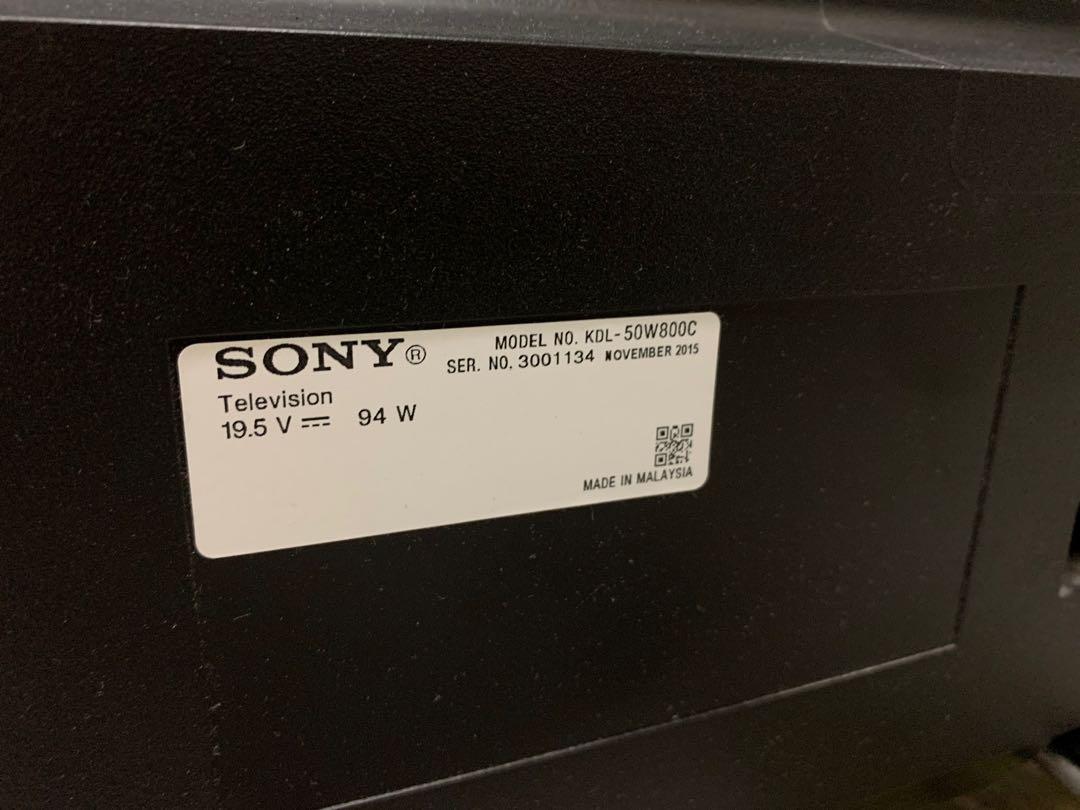 SONY®
MODEL NO. KDL-50W800C
SER. NO. 3001134 NOVEMBER 2015
Television
19.5 V ⎓ 94 W
MADE IN MALAYSIA